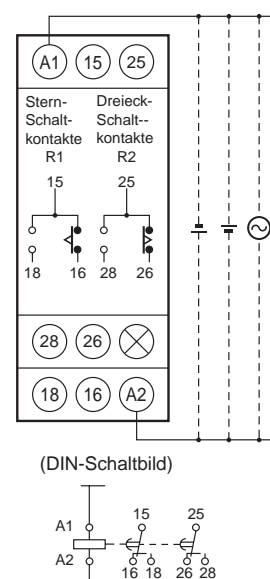 A1 15 25
Stern- Dreieck-
Schalt- Schalt--
kontakte kontakte
R1 R2
15 25
18 16 28 26
28 26
18 16 A2
(DIN-Schaltbild)
A1 15 25
A2
16 18 26 28